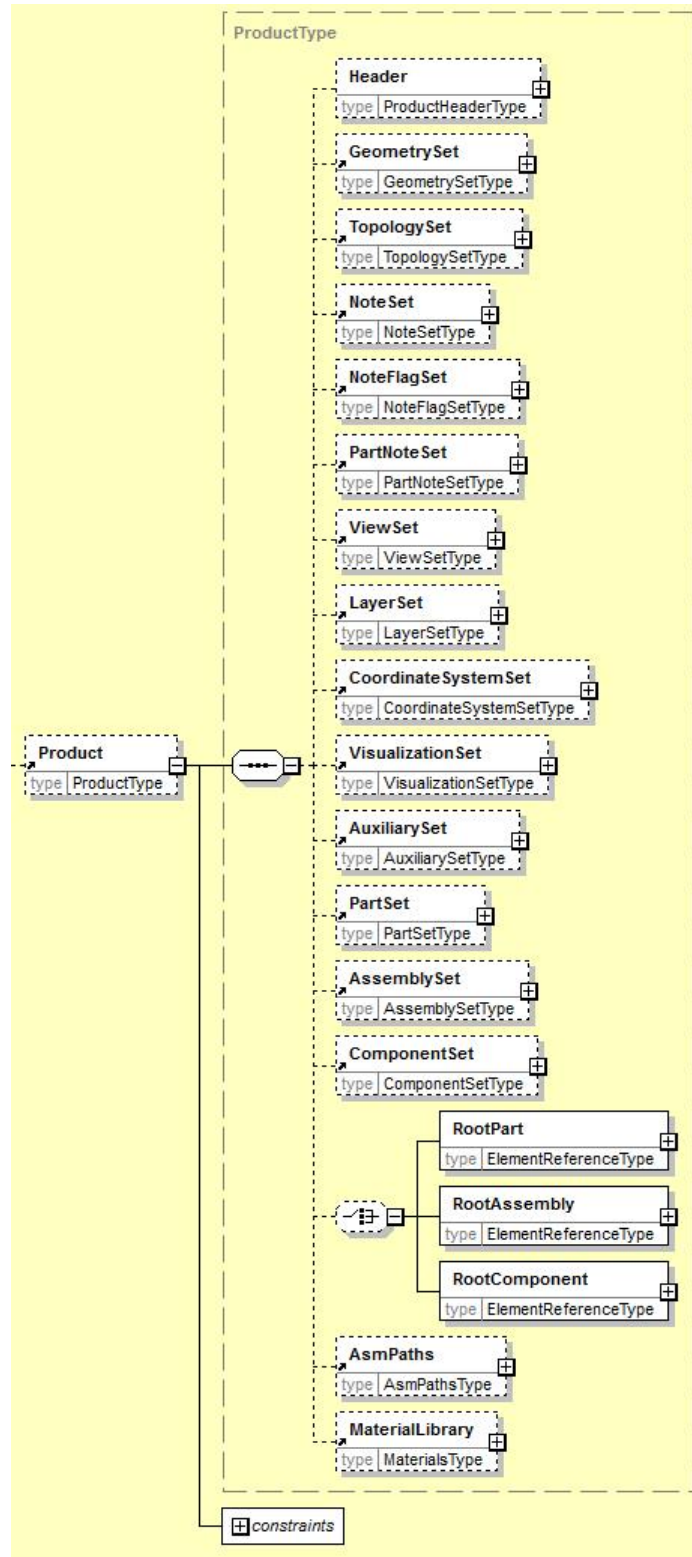 ProductType
Header
type ProductHeaderType
GeometrySet
type GeometrySetType
TopologySet
type TopologySetType
NoteSet
type NoteSetType
NoteFlagSet
type NoteFlagSetType
PartNoteSet
type PartNoteSetType
ViewSet
type ViewSetType
LayerSet
type LayerSetType
CoordinateSystemSet
type CoordinateSystemSetType
Product
type ProductType
VisualizationSet
type VisualizationSetType
AuxiliarySet
type AuxiliarySetType
PartSet
type PartSetType
AssemblySet
type AssemblySetType
ComponentSet
type ComponentSetType
RootPart
type ElementReferenceType
RootAssembly
type ElementReferenceType
RootComponent
type ElementReferenceType
AsmPaths
type AsmPathsType
MaterialLibrary
type MaterialsType
constraints